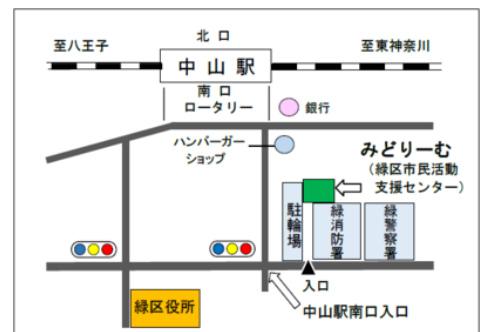 北口
至八王子
中山駅
至東神奈川
南口
ロータリー
銀行
ハンバーガー
ショップ
みどりーむ
(緑区市民活動
支援センター)
駐輪場
緑消防署
緑警察署
入口
緑区役所
中山駅南口入口